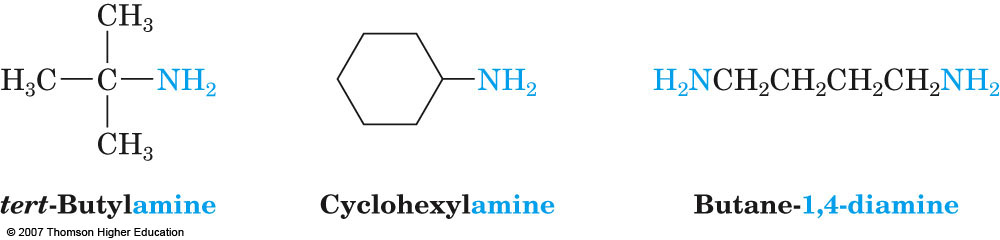 CH₃
H₃C—C—NH₂
CH₃
NH₂
H₂NCH₂CH₂CH₂CH₂NH₂
tert-Butylamine
Cyclohexylamine
Butane-1,4-diamine
© 2007 Thomson Higher Education